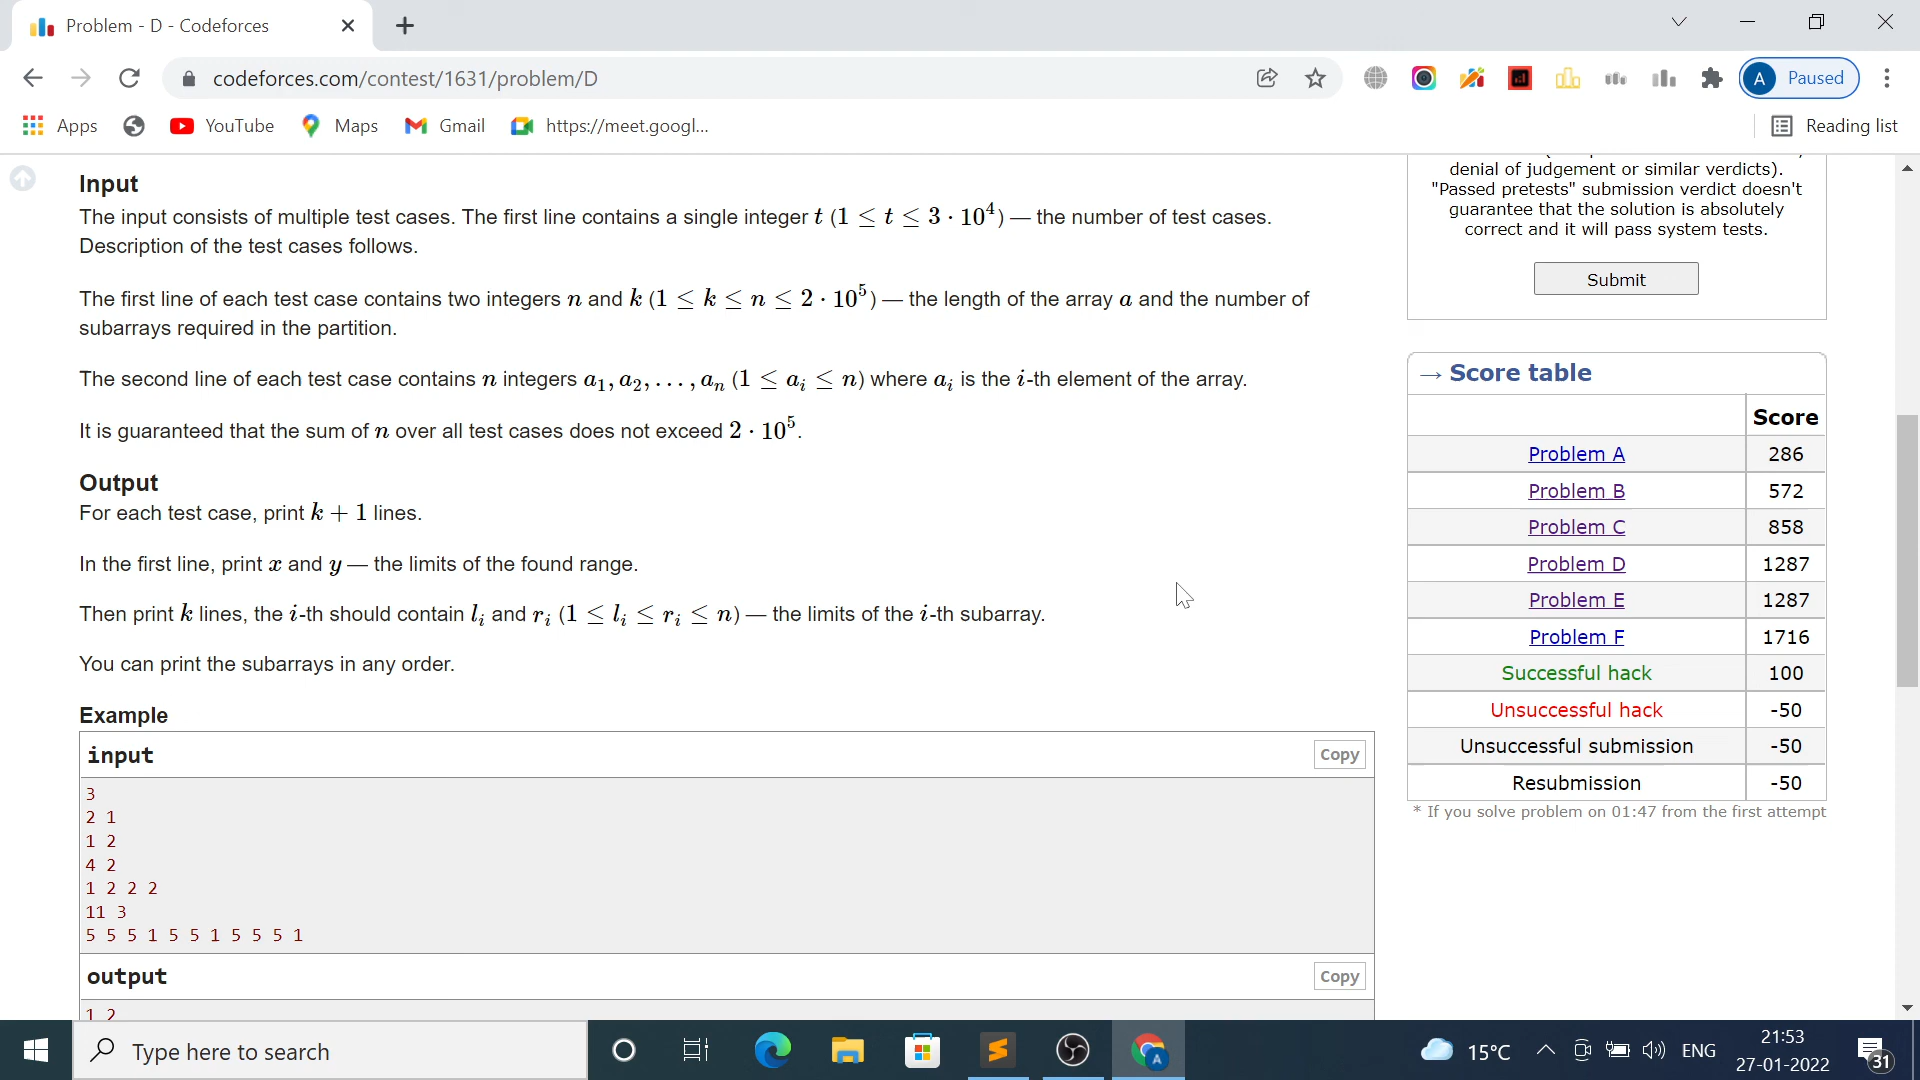 Problem - D - Codeforces
codeforces.com/contest/1631/problem/D
A Paused
Apps YouTube Maps Gmail https://meet.googl... Reading list
Input
The input consists of multiple test cases. The first line contains a single integer t (1 ≤ t ≤ 3 · 10⁴) — the number of test cases.
Description of the test cases follows.
The first line of each test case contains two integers n and k (1 ≤ k ≤ n ≤ 2 · 10⁵) — the length of the array a and the number of
subarrays required in the partition.
The second line of each test case contains n integers a₁, a₂, . . . , aₙ (1 ≤ aᵢ ≤ n) where aᵢ is the i-th element of the array.
It is guaranteed that the sum of n over all test cases does not exceed 2 · 10⁵.
Output
For each test case, print k + 1 lines.
In the first line, print x and y — the limits of the found range.
Then print k lines, the i-th should contain lᵢ and rᵢ (1 ≤ lᵢ ≤ rᵢ ≤ n) — the limits of the i-th subarray.
You can print the subarrays in any order.
Example
input Copy
3
2 1
1 2
4 2
1 2 2 2
11 3
5 5 5 1 5 5 1 5 5 5 1
output Copy
1 2
denial of judgement or similar verdicts).
"Passed pretests" submission verdict doesn't
guarantee that the solution is absolutely
correct and it will pass system tests.
Submit
→ Score table
Score
Problem A 286
Problem B 572
Problem C 858
Problem D 1287
Problem E 1287
Problem F 1716
Successful hack 100
Unsuccessful hack -50
Unsuccessful submission -50
Resubmission -50
* If you solve problem on 01:47 from the first attempt
Type here to search
A
15°C ENG
21:53
27-01-2022
31